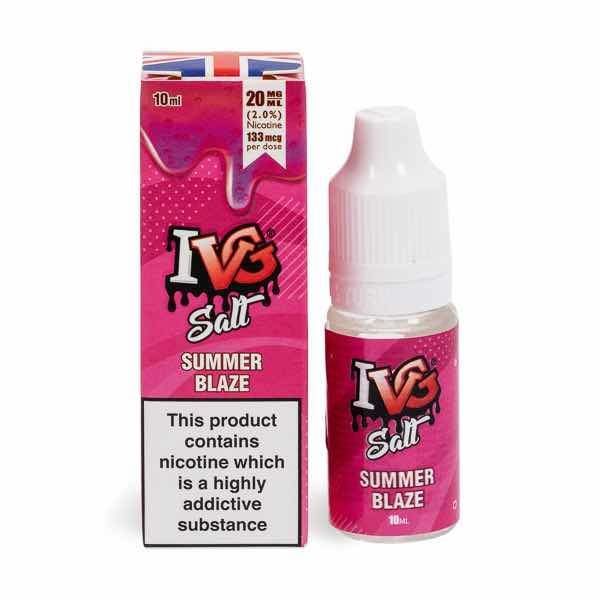 10ml
20 MG ML
(2.0%)
Nicotine
133 mcg
per dose
IVG®
Salt
SUMMER
BLAZE
This product
contains
nicotine which
is a highly
addictive
substance
IVG®
Salt
SUMMER
BLAZE
10ML